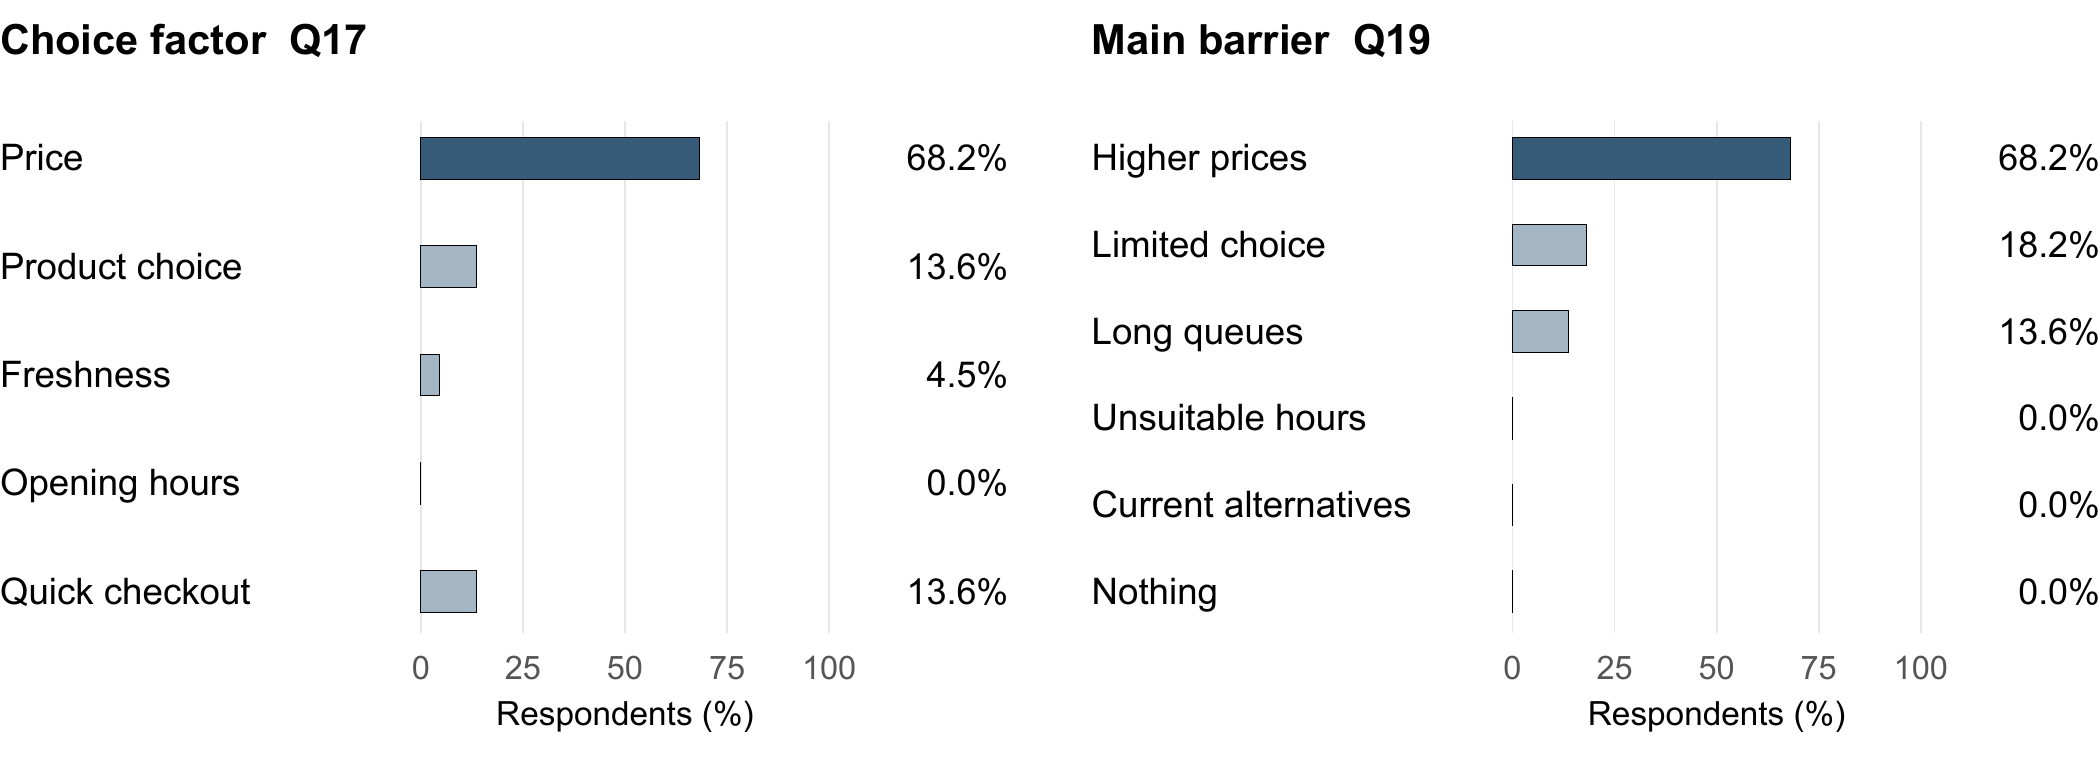 Choice factor  Q17
Price 68.2%
Product choice 13.6%
Freshness 4.5%
Opening hours 0.0%
Quick checkout 13.6%
0 25 50 75 100
Respondents (%)
Main barrier  Q19
Higher prices 68.2%
Limited choice 18.2%
Long queues 13.6%
Unsuitable hours 0.0%
Current alternatives 0.0%
Nothing 0.0%
0 25 50 75 100
Respondents (%)